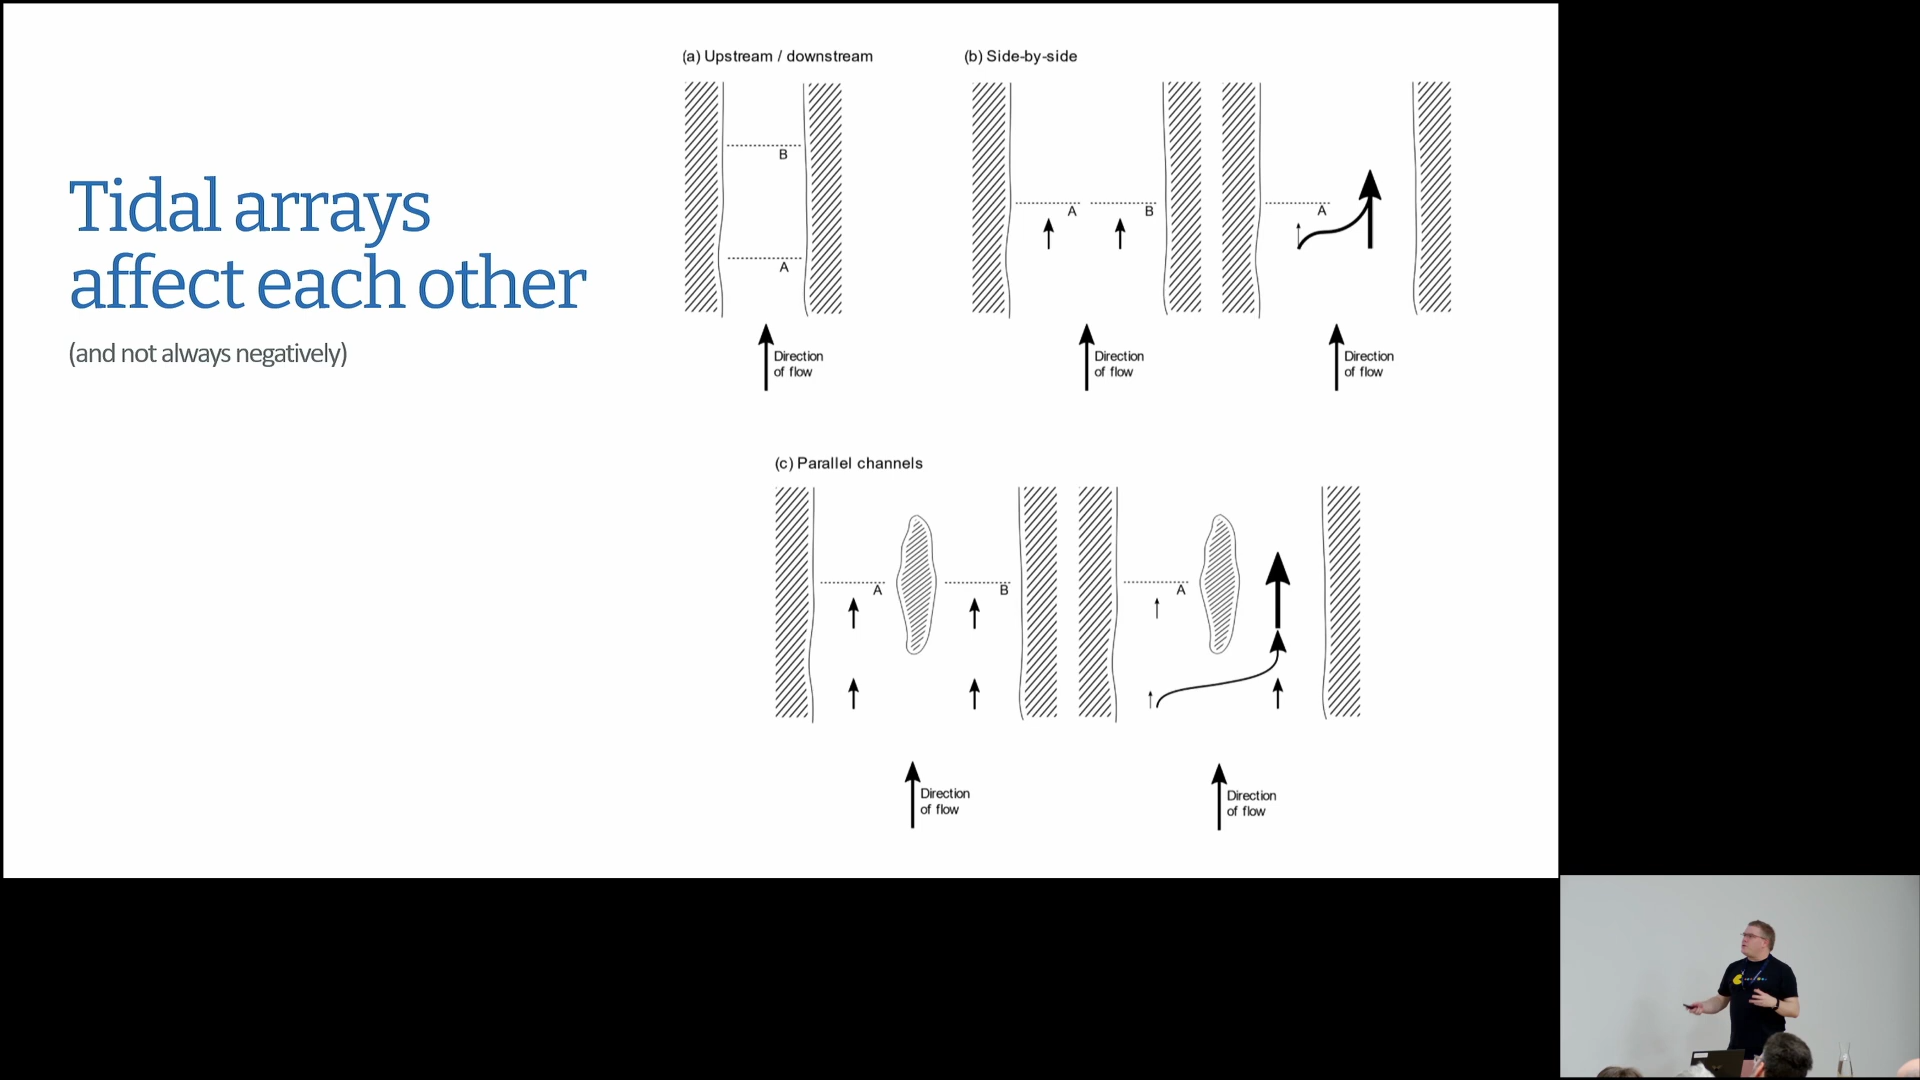 Tidal arrays
affect each other
(and not always negatively)
(a) Upstream / downstream
B
A
Direction
of flow
(b) Side-by-side
A
B
Direction
of flow
A
Direction
of flow
(c) Parallel channels
A
B
Direction
of flow
A
Direction
of flow